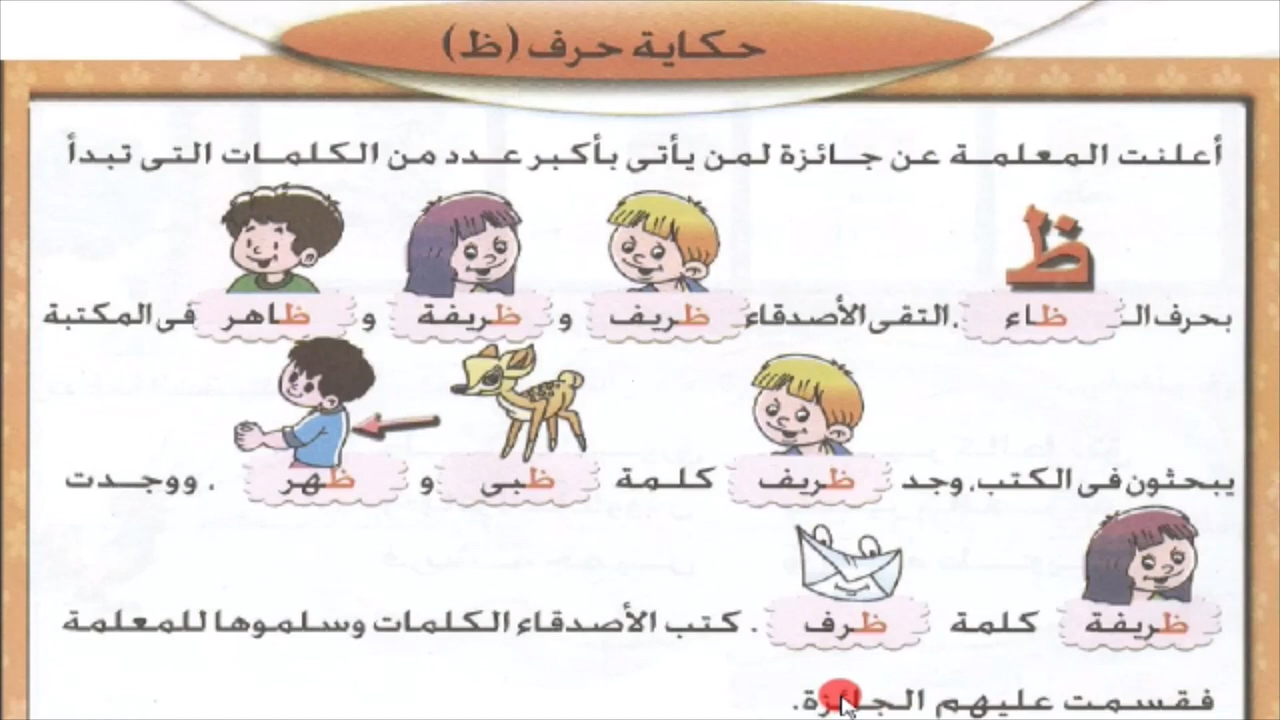 حكاية حرف (ظ)
أعلنت المعلمة عن جائزة لمن يأتى بأكبر عدد من الكلمات التى تبدأ
ظ
بحرف الـ ظاء .التقى الأصدقاء ظريف و ظريفة و ظاهر فى المكتبة
يبحثون فى الكتب. وجد ظريف كلمة ظبى و ظهر . ووجدت
ظريفة كلمة ظرف . كتب الأصدقاء الكلمات وسلموها للمعلمة
فقسمت عليهم الجائزة.